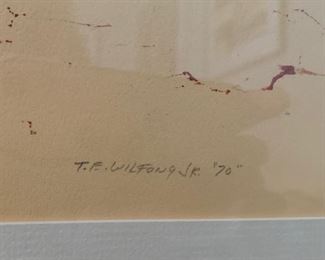 T.F. WILFONG JR. "70"